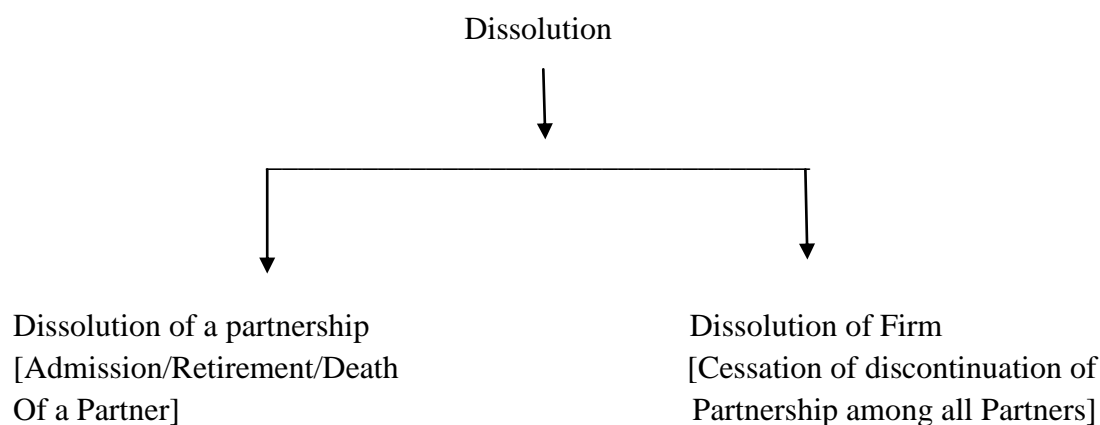 Dissolution
Dissolution of a partnership
[Admission/Retirement/Death
Of a Partner]
Dissolution of Firm
[Cessation of discontinuation of
Partnership among all Partners]